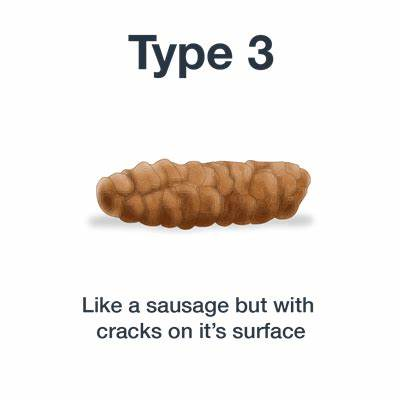 Type 3
Like a sausage but with
cracks on it's surface